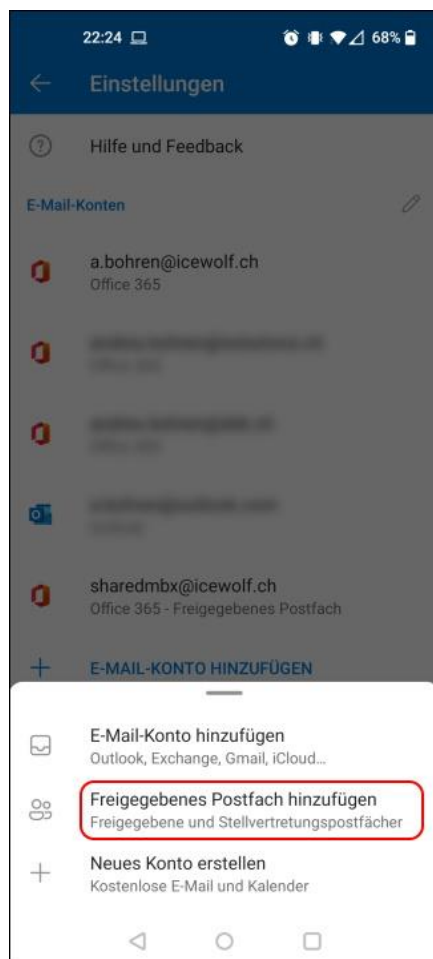 22:24
68%
Einstellungen
Hilfe und Feedback
E-Mail-Konten
a.bohren@icewolf.ch
Office 365
sharedmbx@icewolf.ch
Office 365 - Freigegebenes Postfach
E-MAIL-KONTO HINZUFÜGEN
E-Mail-Konto hinzufügen
Outlook, Exchange, Gmail, iCloud...
Freigegebenes Postfach hinzufügen
Freigegebene und Stellvertretungspostfächer
Neues Konto erstellen
Kostenlose E-Mail und Kalender